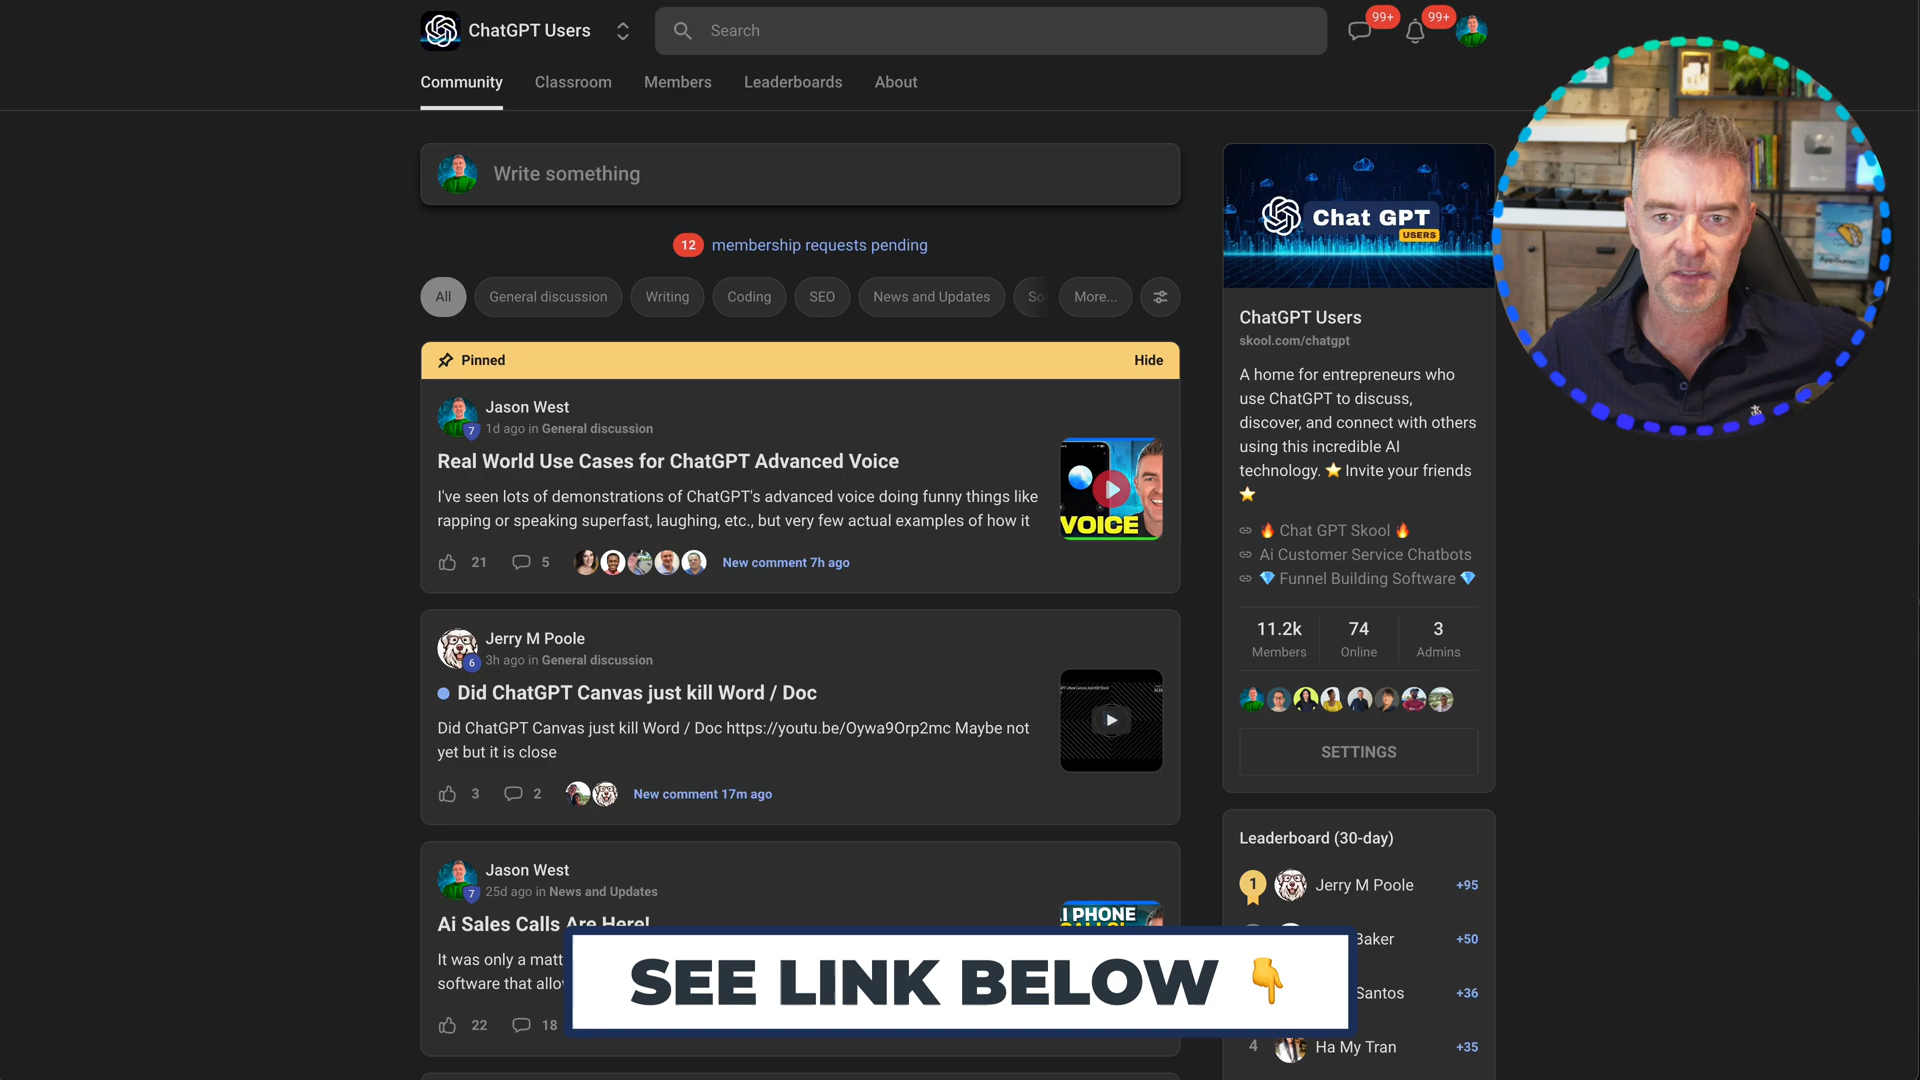 ChatGPT Users
Search
99+
99+
Community
Classroom
Members
Leaderboards
About
Write something
12
membership requests pending
All
General discussion
Writing
Coding
SEO
News and Updates
So
More...
Pinned
Hide
Jason West
7
1d ago in General discussion
Real World Use Cases for ChatGPT Advanced Voice
I've seen lots of demonstrations of ChatGPT's advanced voice doing funny things like
rapping or speaking superfast, laughing, etc., but very few actual examples of how it
VOICE
21
5
New comment 7h ago
Jerry M Poole
6
3h ago in General discussion
Did ChatGPT Canvas just kill Word / Doc
Did ChatGPT Canvas just kill Word / Doc https://youtu.be/Oywa9Orp2mc Maybe not
yet but it is close
3
2
New comment 17m ago
Jason West
7
25d ago in News and Updates
Ai Sales Calls Are Here!
It was only a matt
software that allo
I PHONE
22
18
Chat GPT
USERS
ChatGPT Users
skool.com/chatgpt
A home for entrepreneurs who
use ChatGPT to discuss,
discover, and connect with others
using this incredible AI
technology. ⭐ Invite your friends
⭐
🔥 Chat GPT Skool 🔥
Ai Customer Service Chatbots
💎 Funnel Building Software 💎
11.2k
Members
74
Online
3
Admins
SETTINGS
Leaderboard (30-day)
1
Jerry M Poole
+95
Baker
+50
Santos
+36
4
Ha My Tran
+35
SEE LINK BELOW 👇